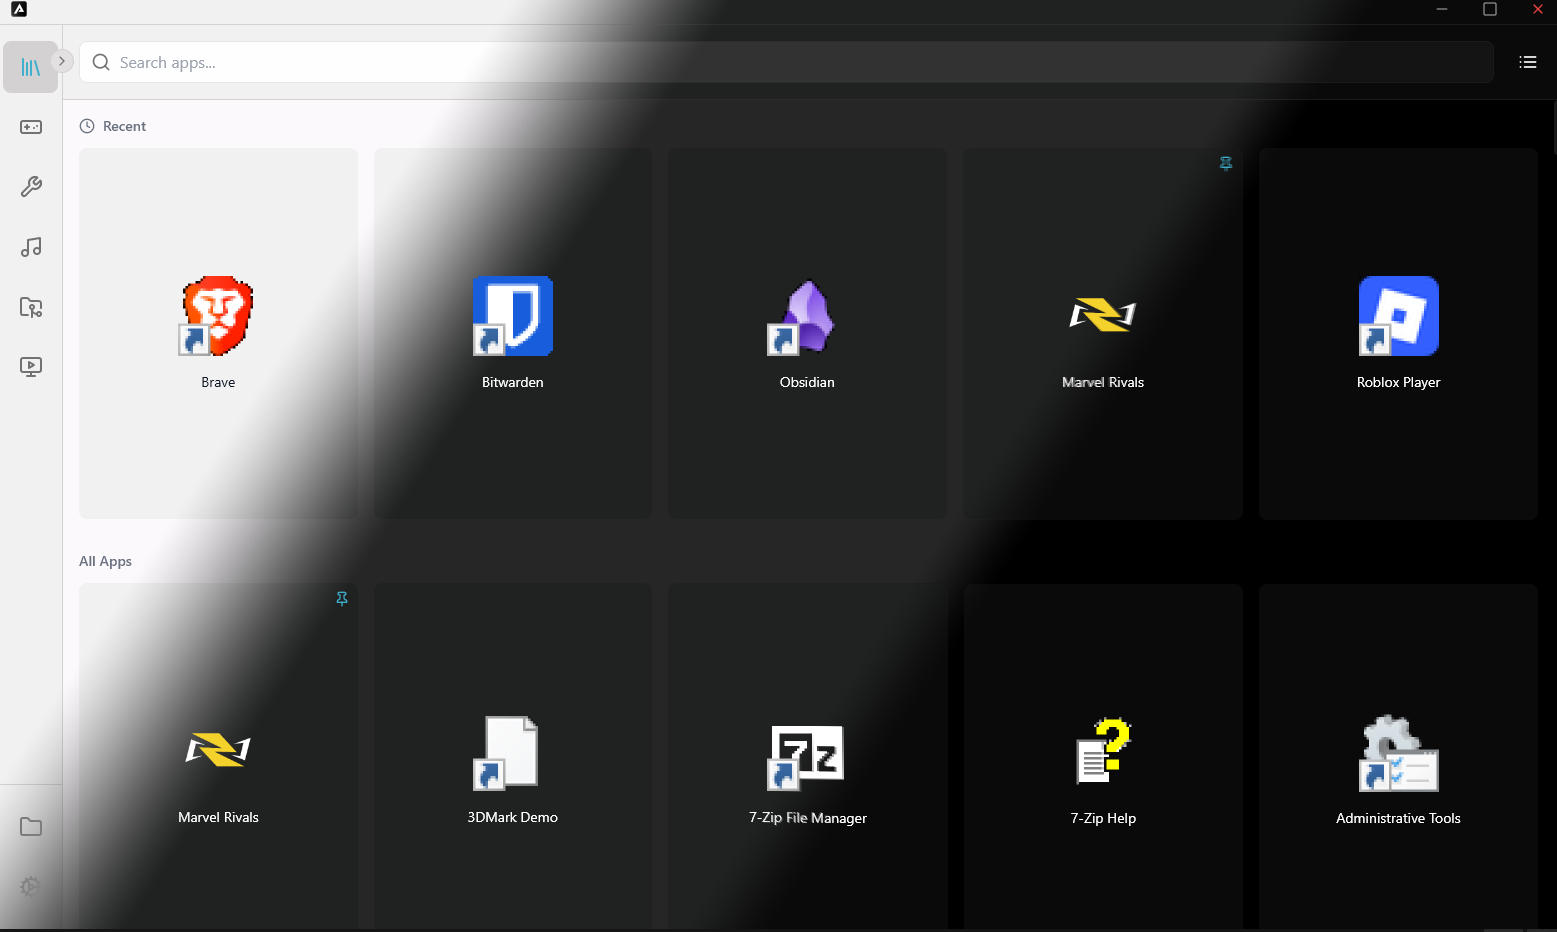 Search apps...
Recent
Brave
Bitwarden
Obsidian
Marvel Rivals
Roblox Player
All Apps
7z
Marvel Rivals
3DMark Demo
7-Zip File Manager
7-Zip Help
Administrative Tools